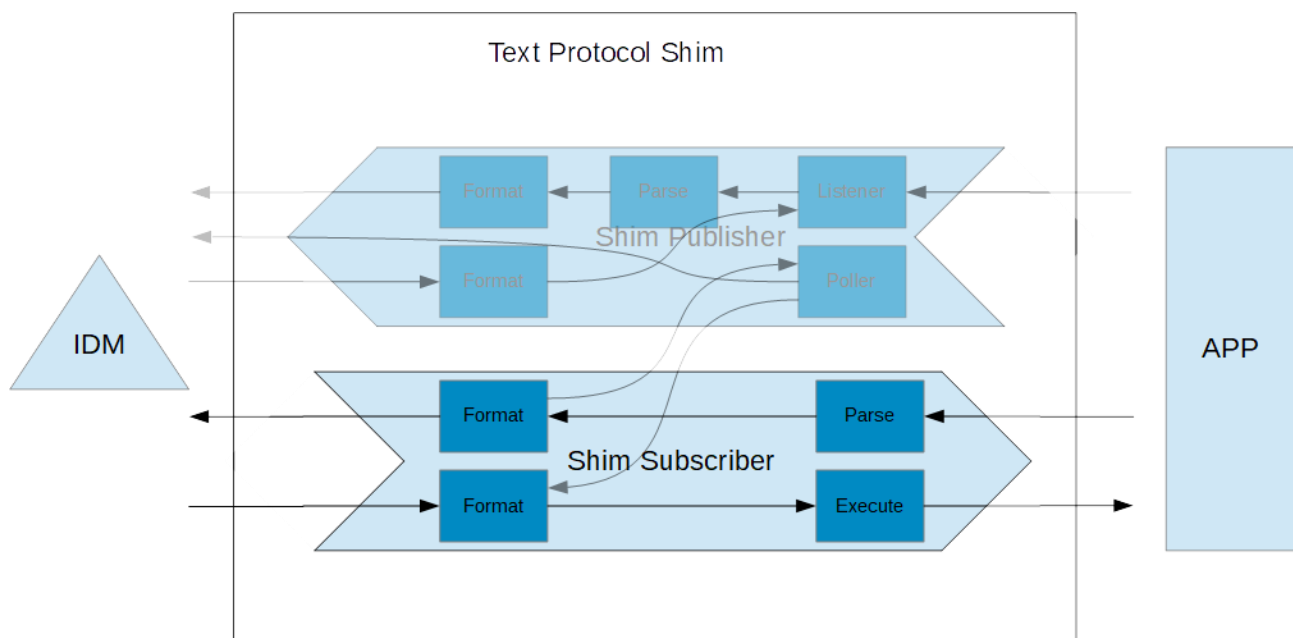 Text Protocol Shim
Format
Parse
Listener
Shim Publisher
Format
Poller
IDM
APP
Format
Parse
Shim Subscriber
Format
Execute